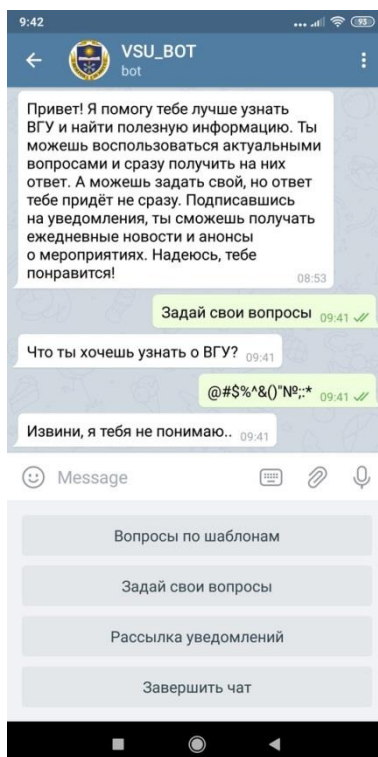 9:42
93
VSU_BOT
bot
Привет! Я помогу тебе лучше узнать
ВГУ и найти полезную информацию. Ты
можешь воспользоваться актуальными
вопросами и сразу получить на них
ответ. А можешь задать свой, но ответ
тебе придёт не сразу. Подписавшись
на уведомления, ты сможешь получать
ежедневные новости и анонсы
о мероприятиях. Надеюсь, тебе
понравится!
08:53
Задай свои вопросы 09:41
Что ты хочешь узнать о ВГУ? 09:41
@#$%^&()"№;:* 09:41
Извини, я тебя не понимаю.. 09:41
Message
Вопросы по шаблонам
Задай свои вопросы
Рассылка уведомлений
Завершить чат